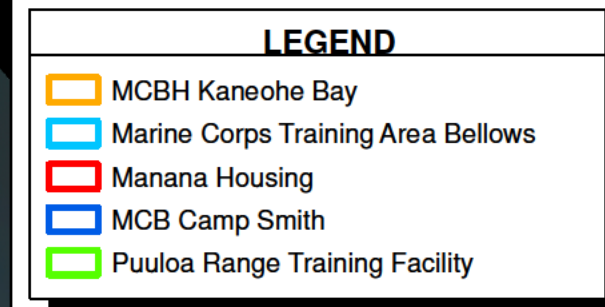 LEGEND
MCBH Kaneohe Bay
Marine Corps Training Area Bellows
Manana Housing
MCB Camp Smith
Puuloa Range Training Facility